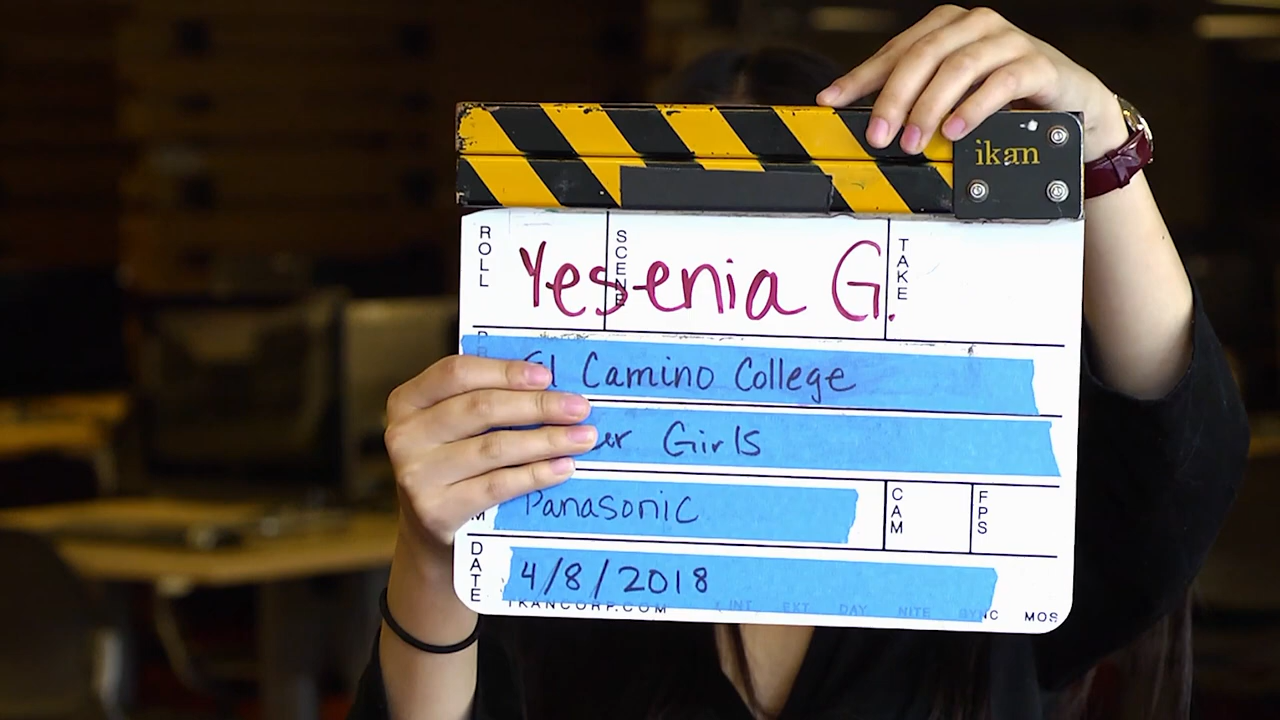 ikan
ROLL
SCENE
TAKE
Yesenia G.
El Camino College
Girls
Panasonic
CAM
FPS
DATE
4/8/2018
IKANCORP.COM INT EXT DAY NITE SYNC MOS